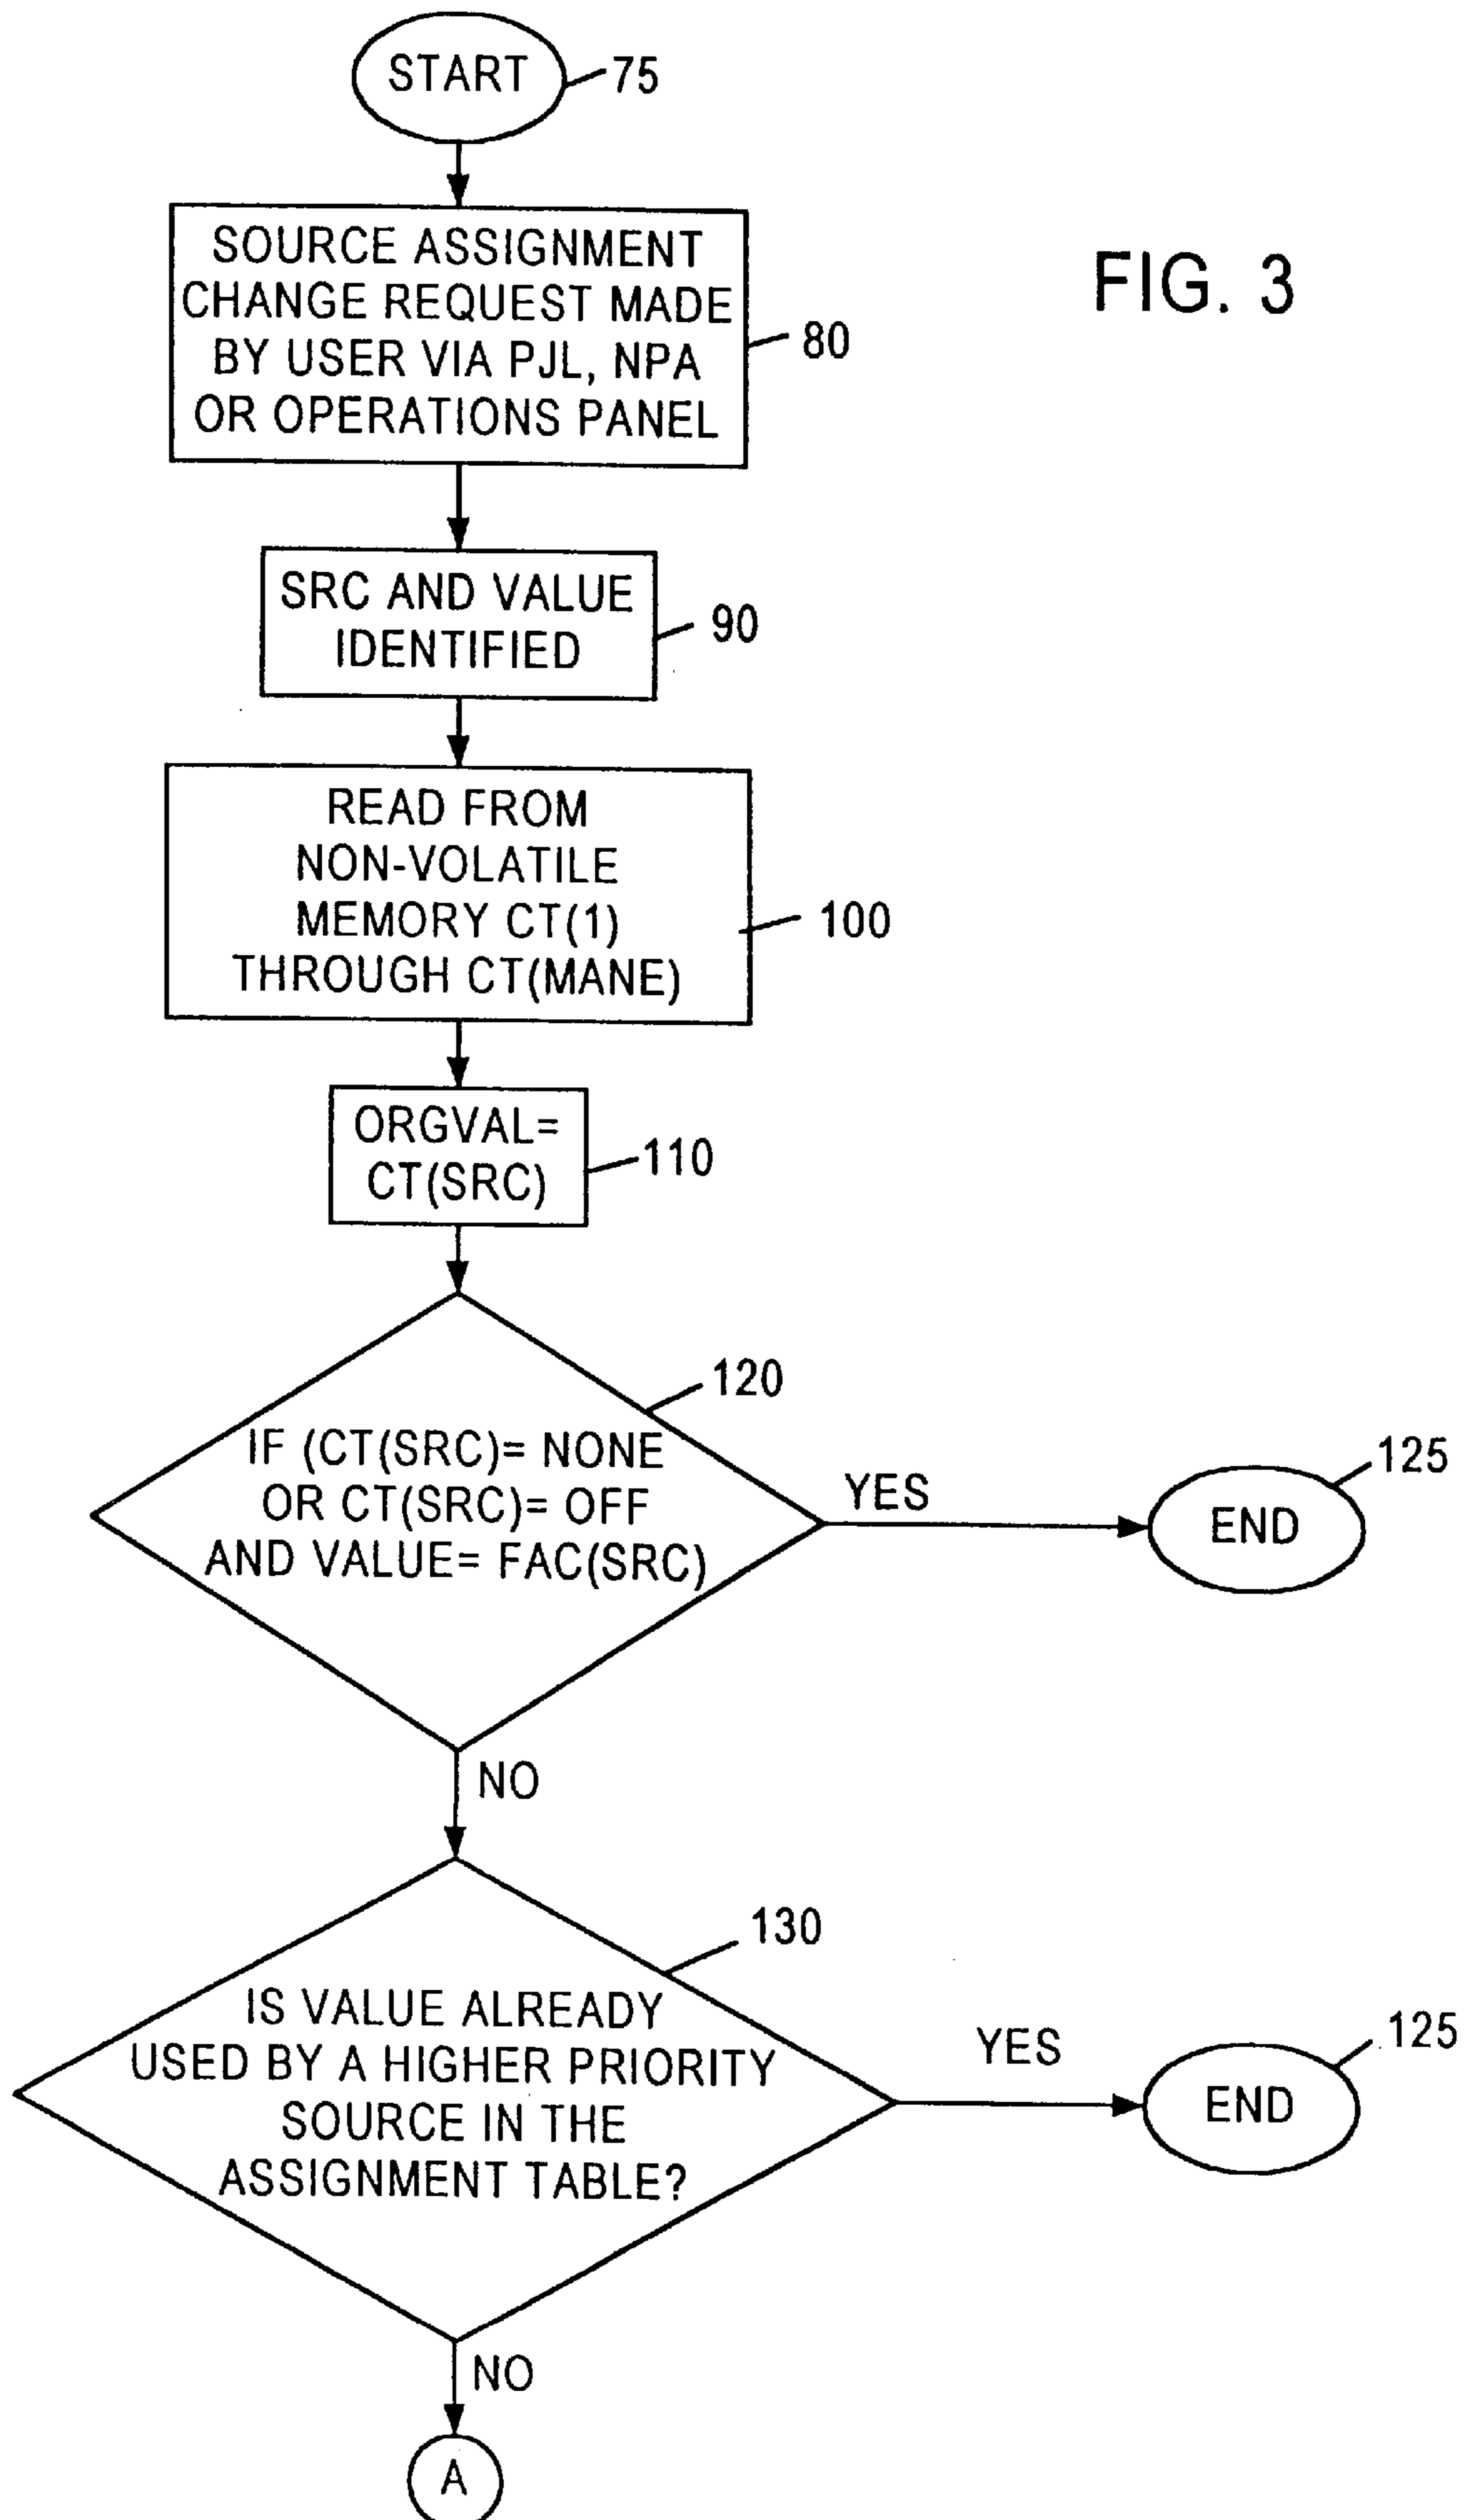 START
75
SOURCE ASSIGNMENT
CHANGE REQUEST MADE
BY USER VIA PJL, NPA
OR OPERATIONS PANEL
80
FIG. 3
SRC AND VALUE
IDENTIFIED
90
READ FROM
NON-VOLATILE
MEMORY CT(1)
THROUGH CT(MANE)
100
ORGVAL=
CT(SRC)
110
120
IF (CT(SRC)= NONE
OR CT(SRC)= OFF
AND VALUE= FAC(SRC)
YES
125
END
NO
130
IS VALUE ALREADY
USED BY A HIGHER PRIORITY
SOURCE IN THE
ASSIGNMENT TABLE?
YES
125
END
NO
A